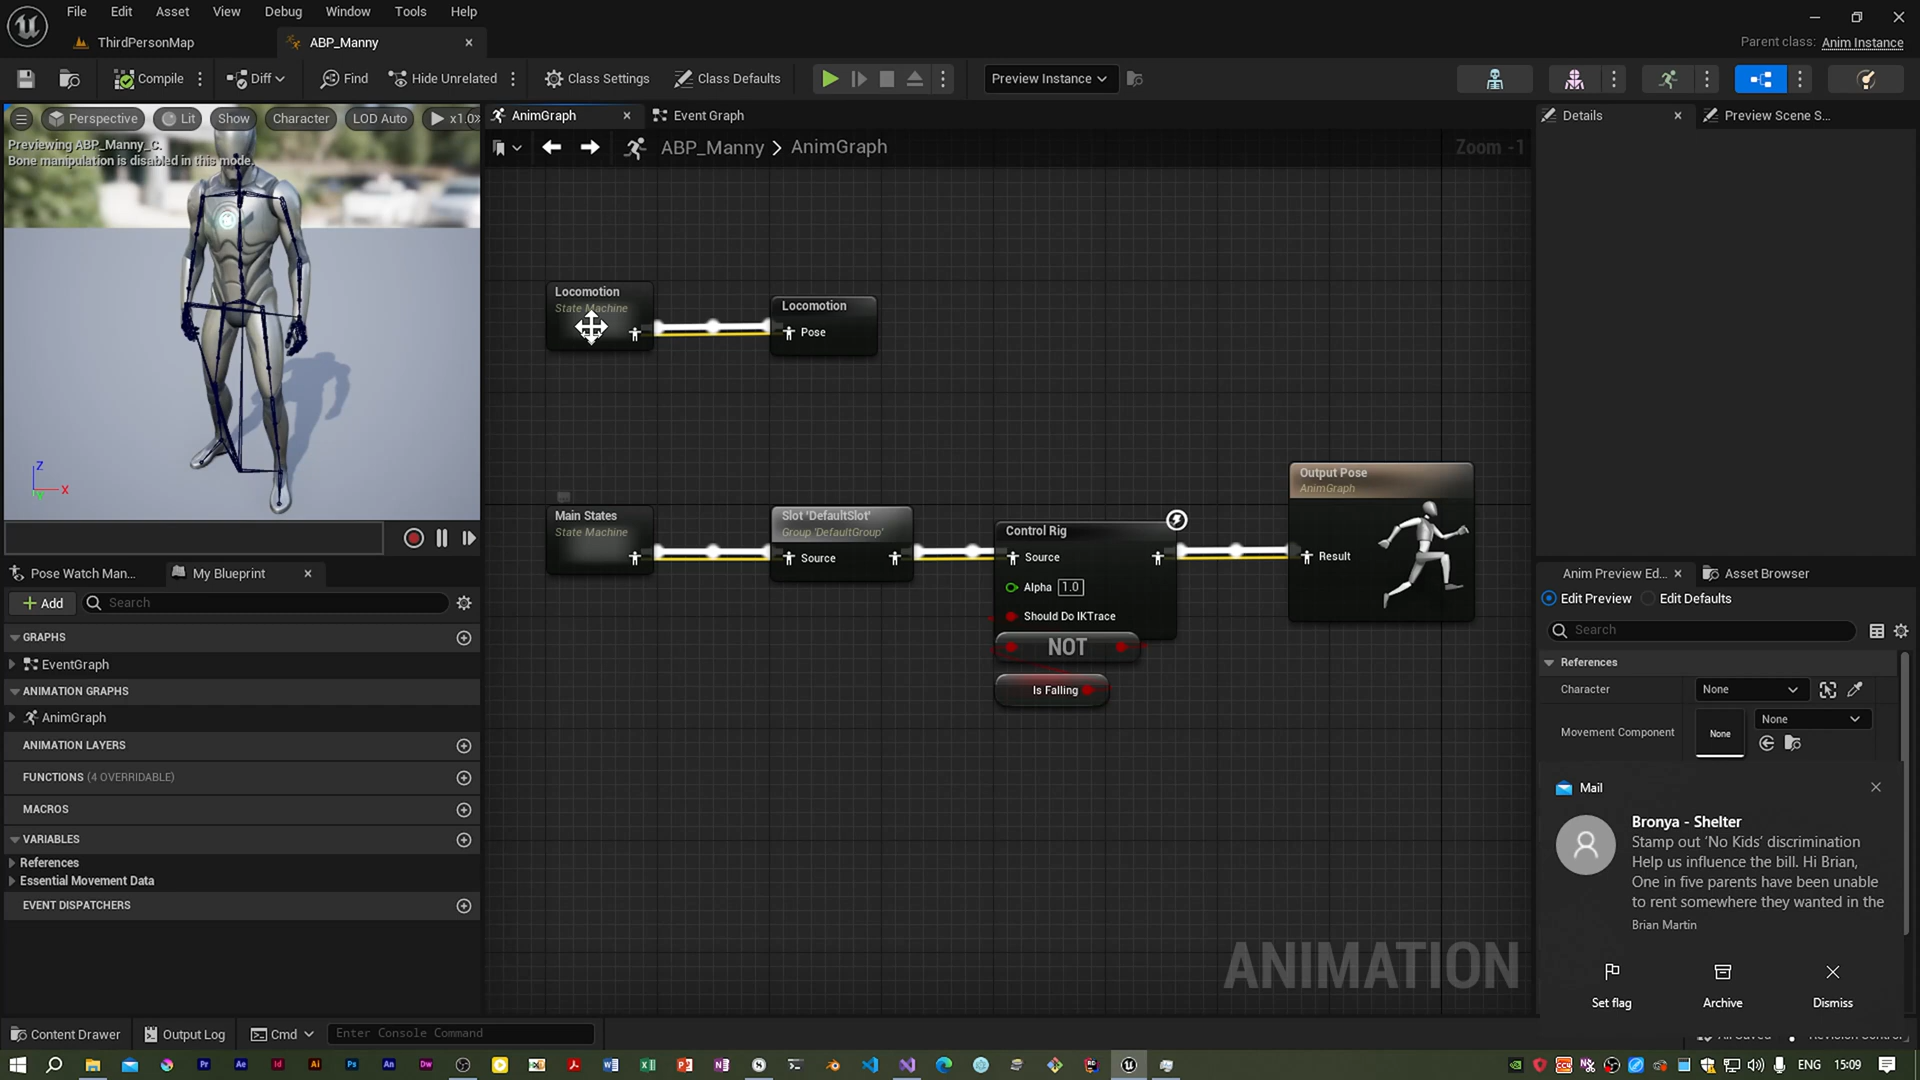 File Edit Asset View Debug Window Tools Help
ThirdPersonMap
ABP_Manny
Parent class: Anim Instance
Compile
Diff
Find
Hide Unrelated
Class Settings
Class Defaults
Preview Instance
Perspective
Lit
Show
Character
LOD Auto
x1.0
Previewing ABP_Manny_C.
Bone manipulation is disabled in this mode.
Z
X
Y
AnimGraph
Event Graph
ABP_Manny > AnimGraph
Zoom -1
Locomotion
State Machine
Locomotion
Pose
Main States
State Machine
Slot 'DefaultSlot'
Group 'DefaultGroup'
Source
Control Rig
Source
Alpha 1.0
Should Do IKTrace
NOT
Is Falling
Output Pose
AnimGraph
Result
ANIMATION
Pose Watch Man...
My Blueprint
Add
Search
GRAPHS
EventGraph
ANIMATION GRAPHS
AnimGraph
ANIMATION LAYERS
FUNCTIONS (4 OVERRIDABLE)
MACROS
VARIABLES
References
Essential Movement Data
EVENT DISPATCHERS
Details
Preview Scene S...
Anim Preview Ed...
Asset Browser
Edit Preview
Edit Defaults
Search
References
Character
None
Movement Component
None
None
Mail
Bronya - Shelter
Stamp out 'No Kids' discrimination
Help us influence the bill. Hi Brian,
One in five parents have been unable
to rent somewhere they wanted in the
Brian Martin
Set flag
Archive
Dismiss
Content Drawer
Output Log
Cmd
Enter Console Command
Pr Ae Id Ai Ps An Dw
ENG
15:09